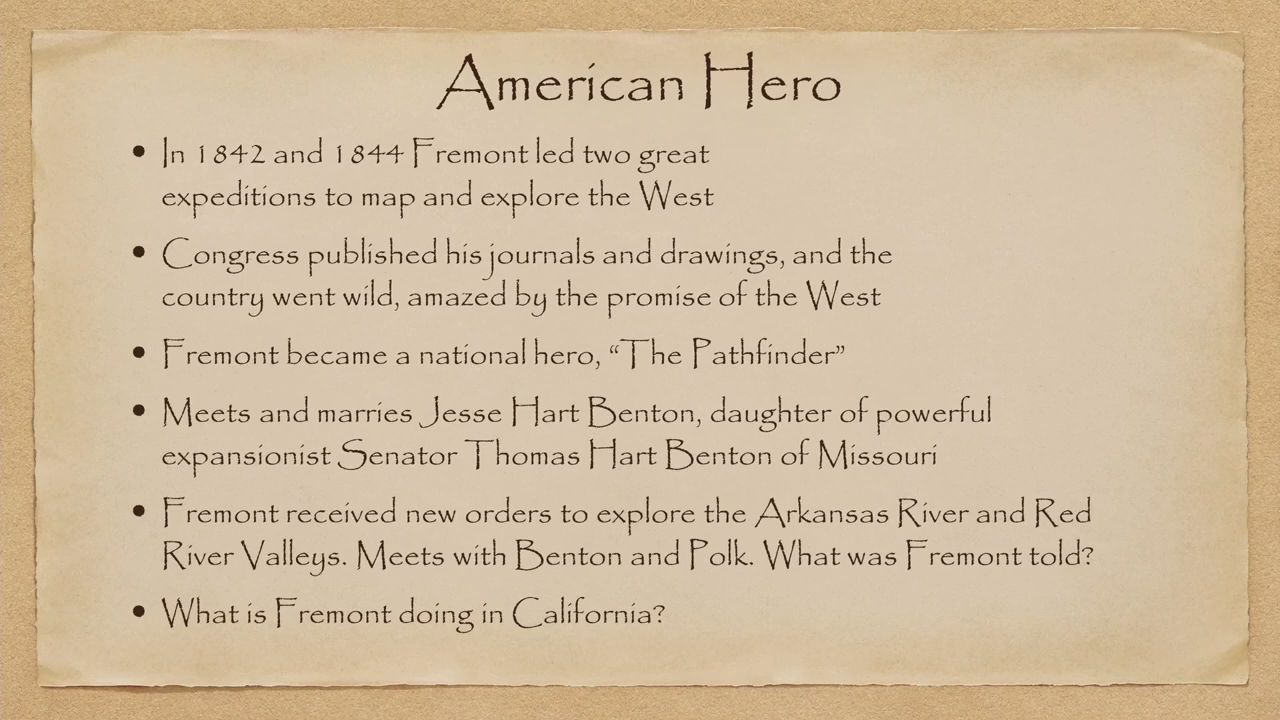 American Hero
• In 1842 and 1844 Fremont led two great
expeditions to map and explore the West
• Congress published his journals and drawings, and the
country went wild, amazed by the promise of the West
• Fremont became a national hero, “The Pathfinder”
• Meets and marries Jesse Hart Benton, daughter of powerful
expansionist Senator Thomas Hart Benton of Missouri
• Fremont received new orders to explore the Arkansas River and Red
River Valleys. Meets with Benton and Polk. What was Fremont told?
• What is Fremont doing in California?